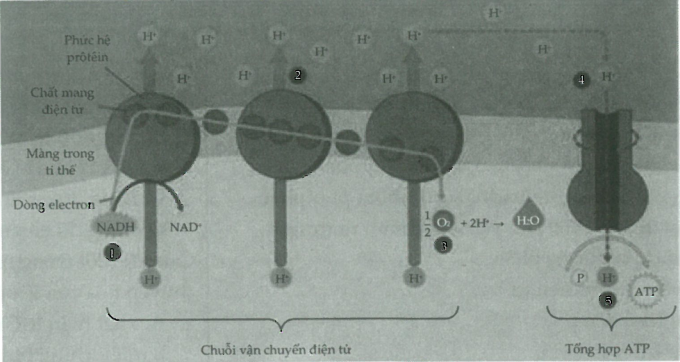 H⁺
H⁺ H⁺ H⁺ H⁺ H⁺
Phức hệ
prôtêin
H⁺ H⁺
H⁺ H⁺ 2 H⁺ H⁺ 4 H⁺
Chất mang
điện tử
Màng trong
ti thể
Dòng electron
NADH NAD⁺
1
1/2 O₂ + 2H⁺ → H₂O
3
H⁺ H⁺ H⁺ P H⁺ ATP
5
Chuỗi vận chuyển điện tử
Tổng hợp ATP